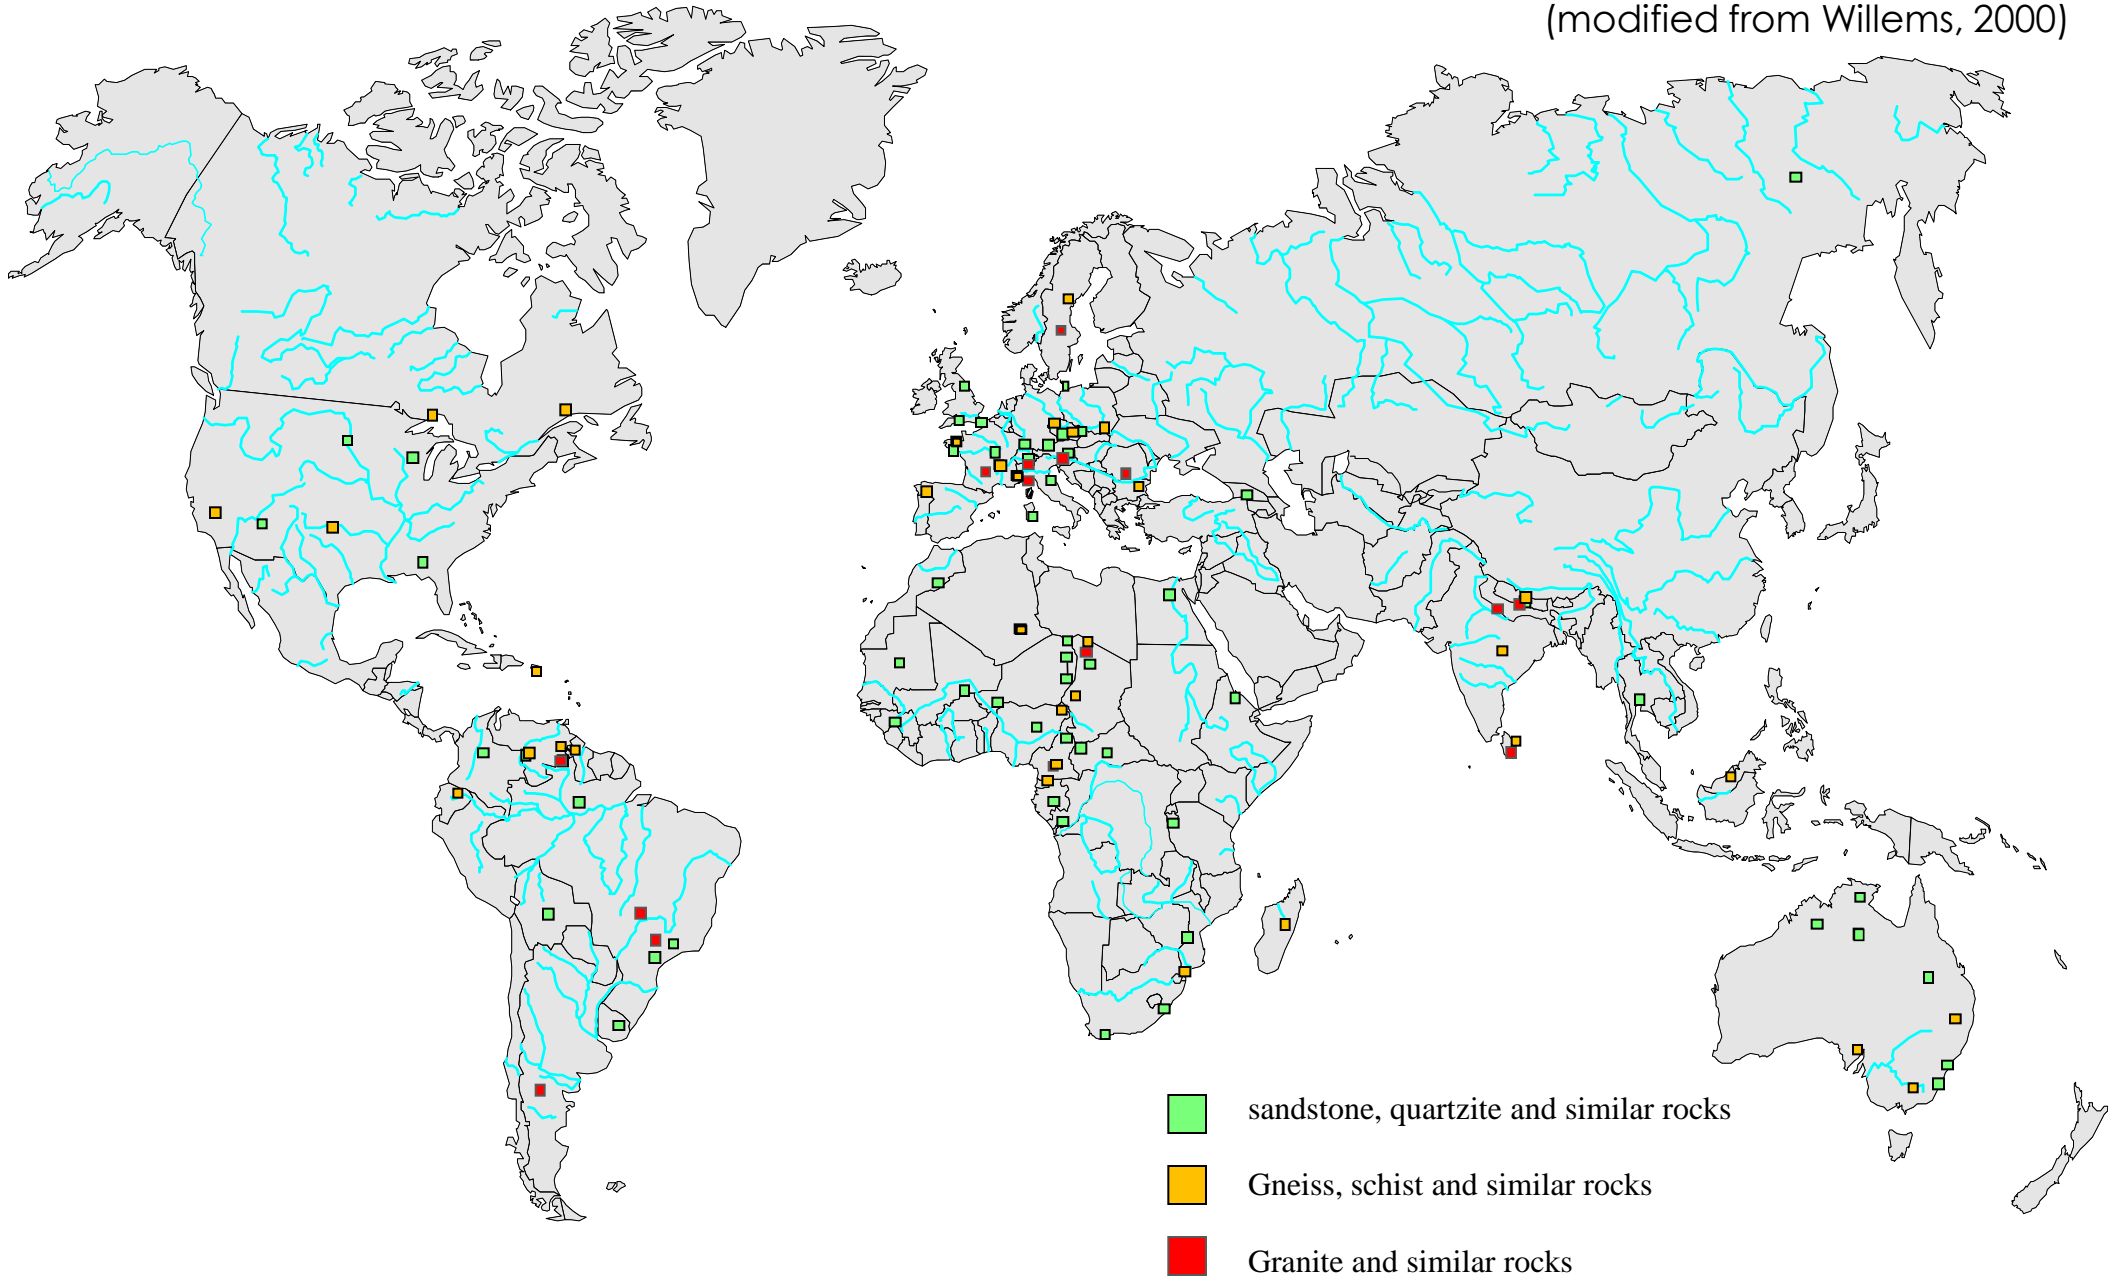 (modified from Willems, 2000)
sandstone, quartzite and similar rocks
Gneiss, schist and similar rocks
Granite and similar rocks